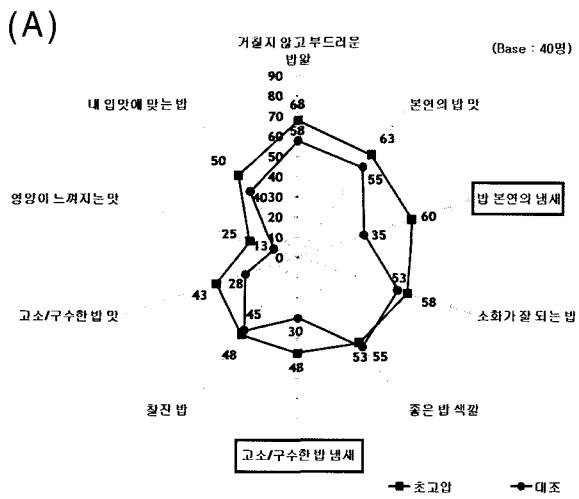 (A)
거칠지 않고 부드러운
밥알
(Base : 40명)
90
80
70
60
50
40
30
20
10
0
내 입맛에 맞는 밥
본연의 밥 맛
68
58
63
55
50
40
영양이 느껴지는 맛
밥 본연의 냄새
60
35
25
13
53
58
43
28
고소/구수한 밥 맛
소화가 잘 되는 밥
45
48
30
48
53
55
찰진 밥
좋은 밥 색깔
고소/구수한 밥 냄새
초고압
대조